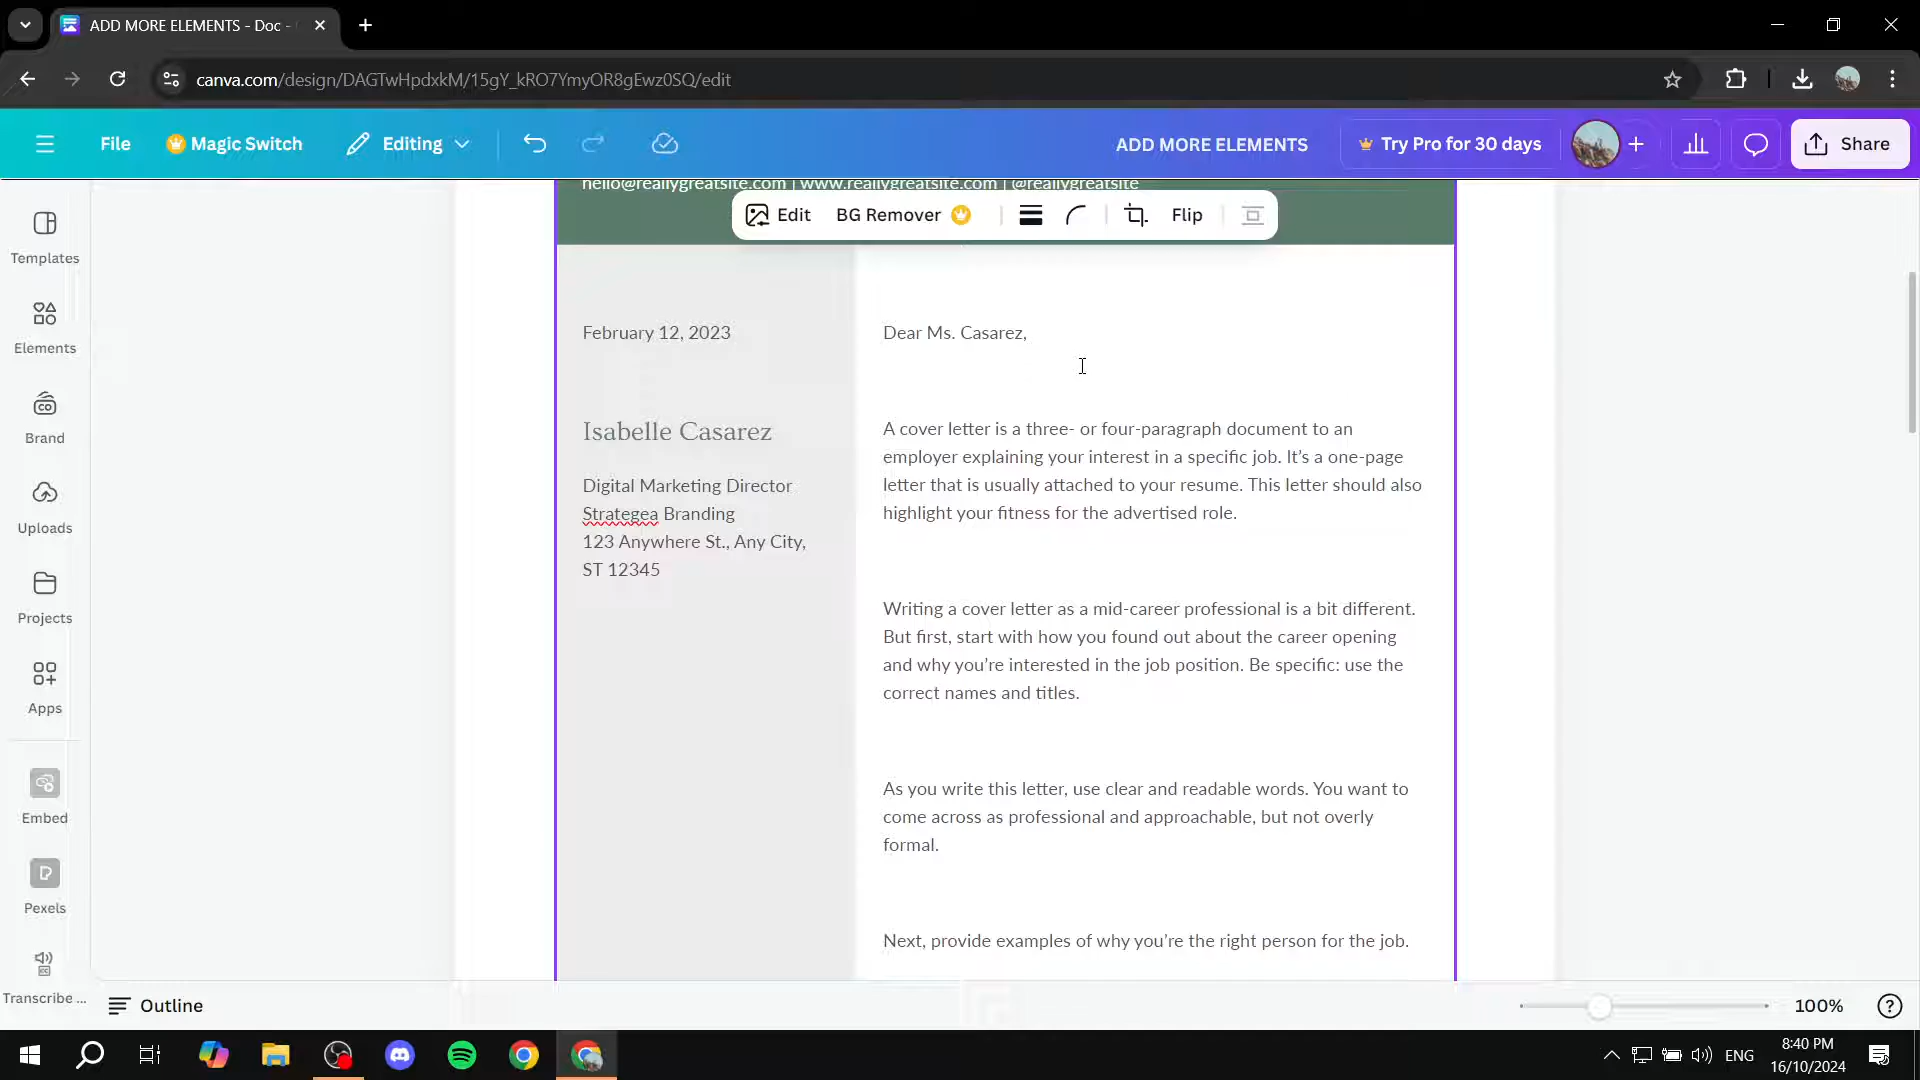 ADD MORE ELEMENTS - Doc -
canva.com/design/DAGTwHpdxkM/15gY_kRO7YmyOR8gEwz0SQ/edit
File
Magic Switch
Editing
ADD MORE ELEMENTS
Try Pro for 30 days
Share
hello@reallygreatsite.com | www.reallygreatsite.com | @reallygreatsite
Edit
BG Remover
Flip
Templates
Elements
Brand
Uploads
Projects
Apps
Embed
Pexels
Transcribe ...
February 12, 2023
Isabelle Casarez
Digital Marketing Director
Strategea Branding
123 Anywhere St., Any City,
ST 12345
Dear Ms. Casarez,
A cover letter is a three- or four-paragraph document to an
employer explaining your interest in a specific job. It's a one-page
letter that is usually attached to your resume. This letter should also
highlight your fitness for the advertised role.
Writing a cover letter as a mid-career professional is a bit different.
But first, start with how you found out about the career opening
and why you're interested in the job position. Be specific: use the
correct names and titles.
As you write this letter, use clear and readable words. You want to
come across as professional and approachable, but not overly
formal.
Next, provide examples of why you're the right person for the job.
Outline
100%
ENG
8:40 PM
16/10/2024